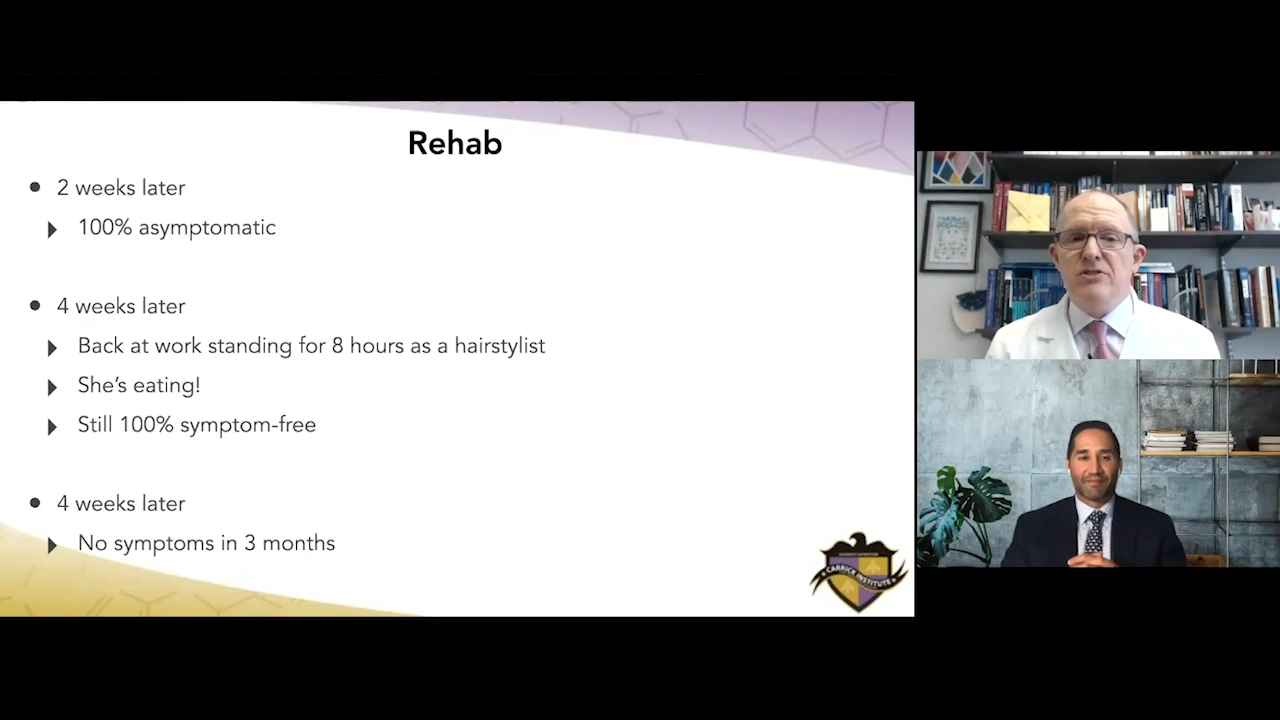 Rehab
• 2 weeks later
100% asymptomatic
• 4 weeks later
Back at work standing for 8 hours as a hairstylist
She's eating!
Still 100% symptom-free
• 4 weeks later
No symptoms in 3 months
CARRICK INSTITUTE